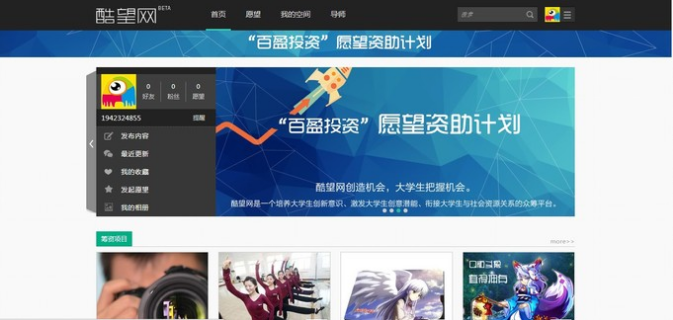 酷望网 BETA
首页 愿望 我的空间 导师
“百盈投资”愿望资助计划
0 0 0
好友 粉丝 愿望
1942324855 提醒
发布内容
最近更新
我的收藏
发起愿望
我的相册
“百盈投资”愿望资助计划
酷望网创造机会，大学生把握机会。
酷望网是一个培养大学生创新意识、激发大学生创意潜能，衔接大学生与社会资源关系的众筹平台。
筹资项目 more>>